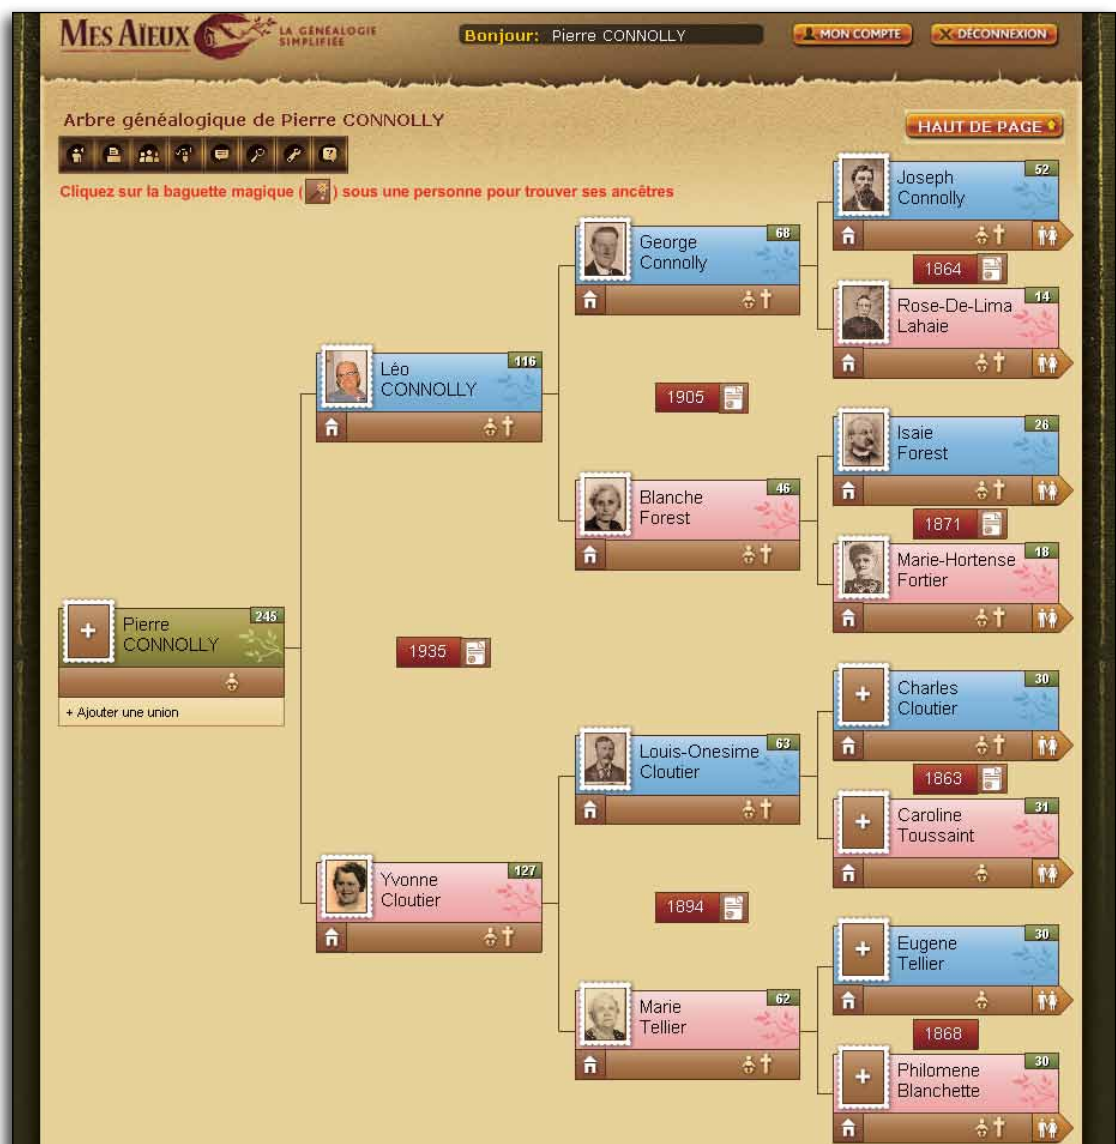 MES AÏEUX
LA GÉNÉALOGIE
SIMPLIFIÉE
Bonjour: Pierre CONNOLLY
MON COMPTE
DÉCONNEXION
Arbre généalogique de Pierre CONNOLLY
HAUT DE PAGE
Cliquez sur la baguette magique ( ) sous une personne pour trouver ses ancêtres
52
Joseph
Connolly
68
George
Connolly
1864
14
Rose-De-Lima
Lahaie
116
Léo
CONNOLLY
1905
26
Isaie
Forest
46
Blanche
Forest
1871
18
Marie-Hortense
Fortier
245
Pierre
CONNOLLY
+ Ajouter une union
1935
30
Charles
Cloutier
63
Louis-Onesime
Cloutier
1863
31
Caroline
Toussaint
127
Yvonne
Cloutier
1894
30
Eugene
Tellier
62
Marie
Tellier
1868
30
Philomene
Blanchette